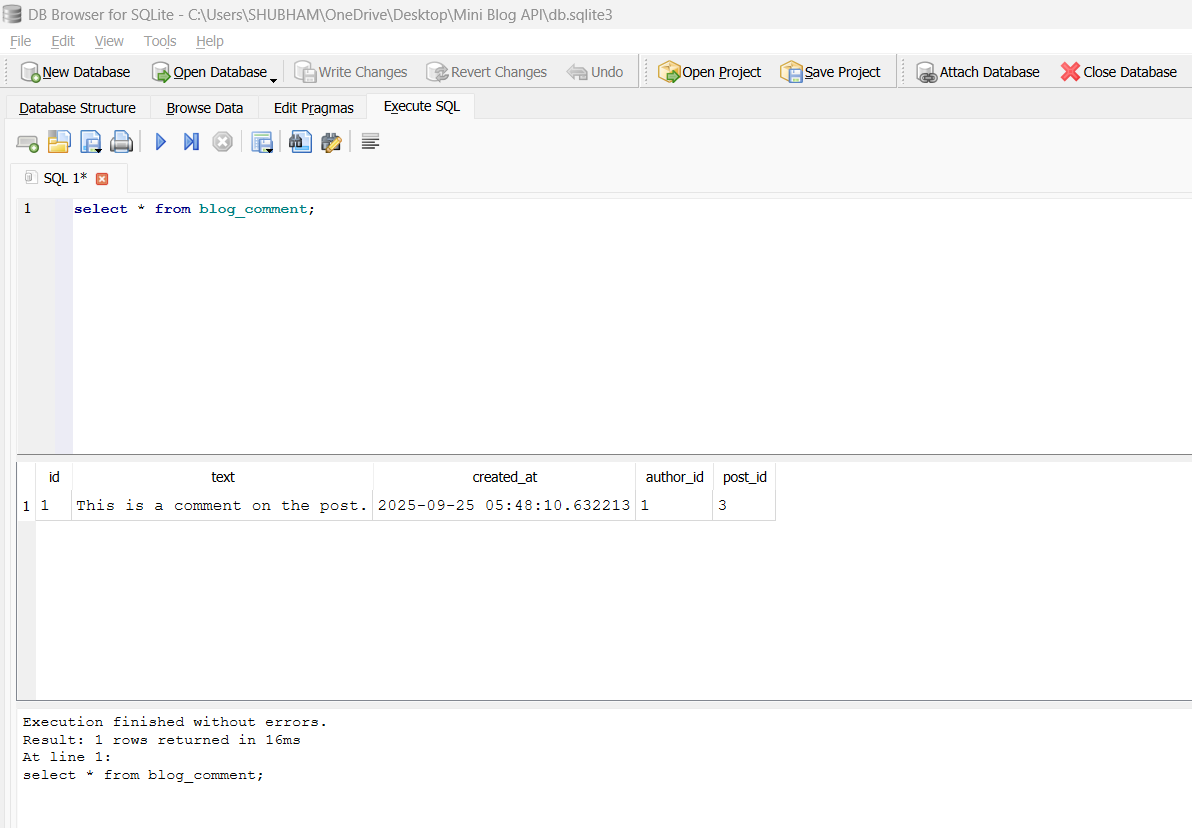 DB Browser for SQLite - C:\Users\SHUBHAM\OneDrive\Desktop\Mini Blog API\db.sqlite3
File Edit View Tools Help
New Database Open Database Write Changes Revert Changes Undo Open Project Save Project Attach Database Close Database
Database Structure Browse Data Edit Pragmas Execute SQL
SQL 1*
1 select * from blog_comment;
id text created_at author_id post_id
1 1 This is a comment on the post. 2025-09-25 05:48:10.632213 1 3
Execution finished without errors.
Result: 1 rows returned in 16ms
At line 1:
select * from blog_comment;